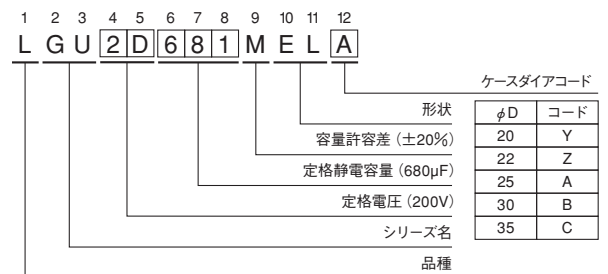 1 2 3 4 5 6 7 8 9 10 11 12
L G U 2 D 6 8 1 M E L A
ケースダイアコード
φD コード
20 Y
22 Z
25 A
30 B
35 C
形状
容量許容差 (±20%)
定格静電容量 (680μF)
定格電圧 (200V)
シリーズ名
品種